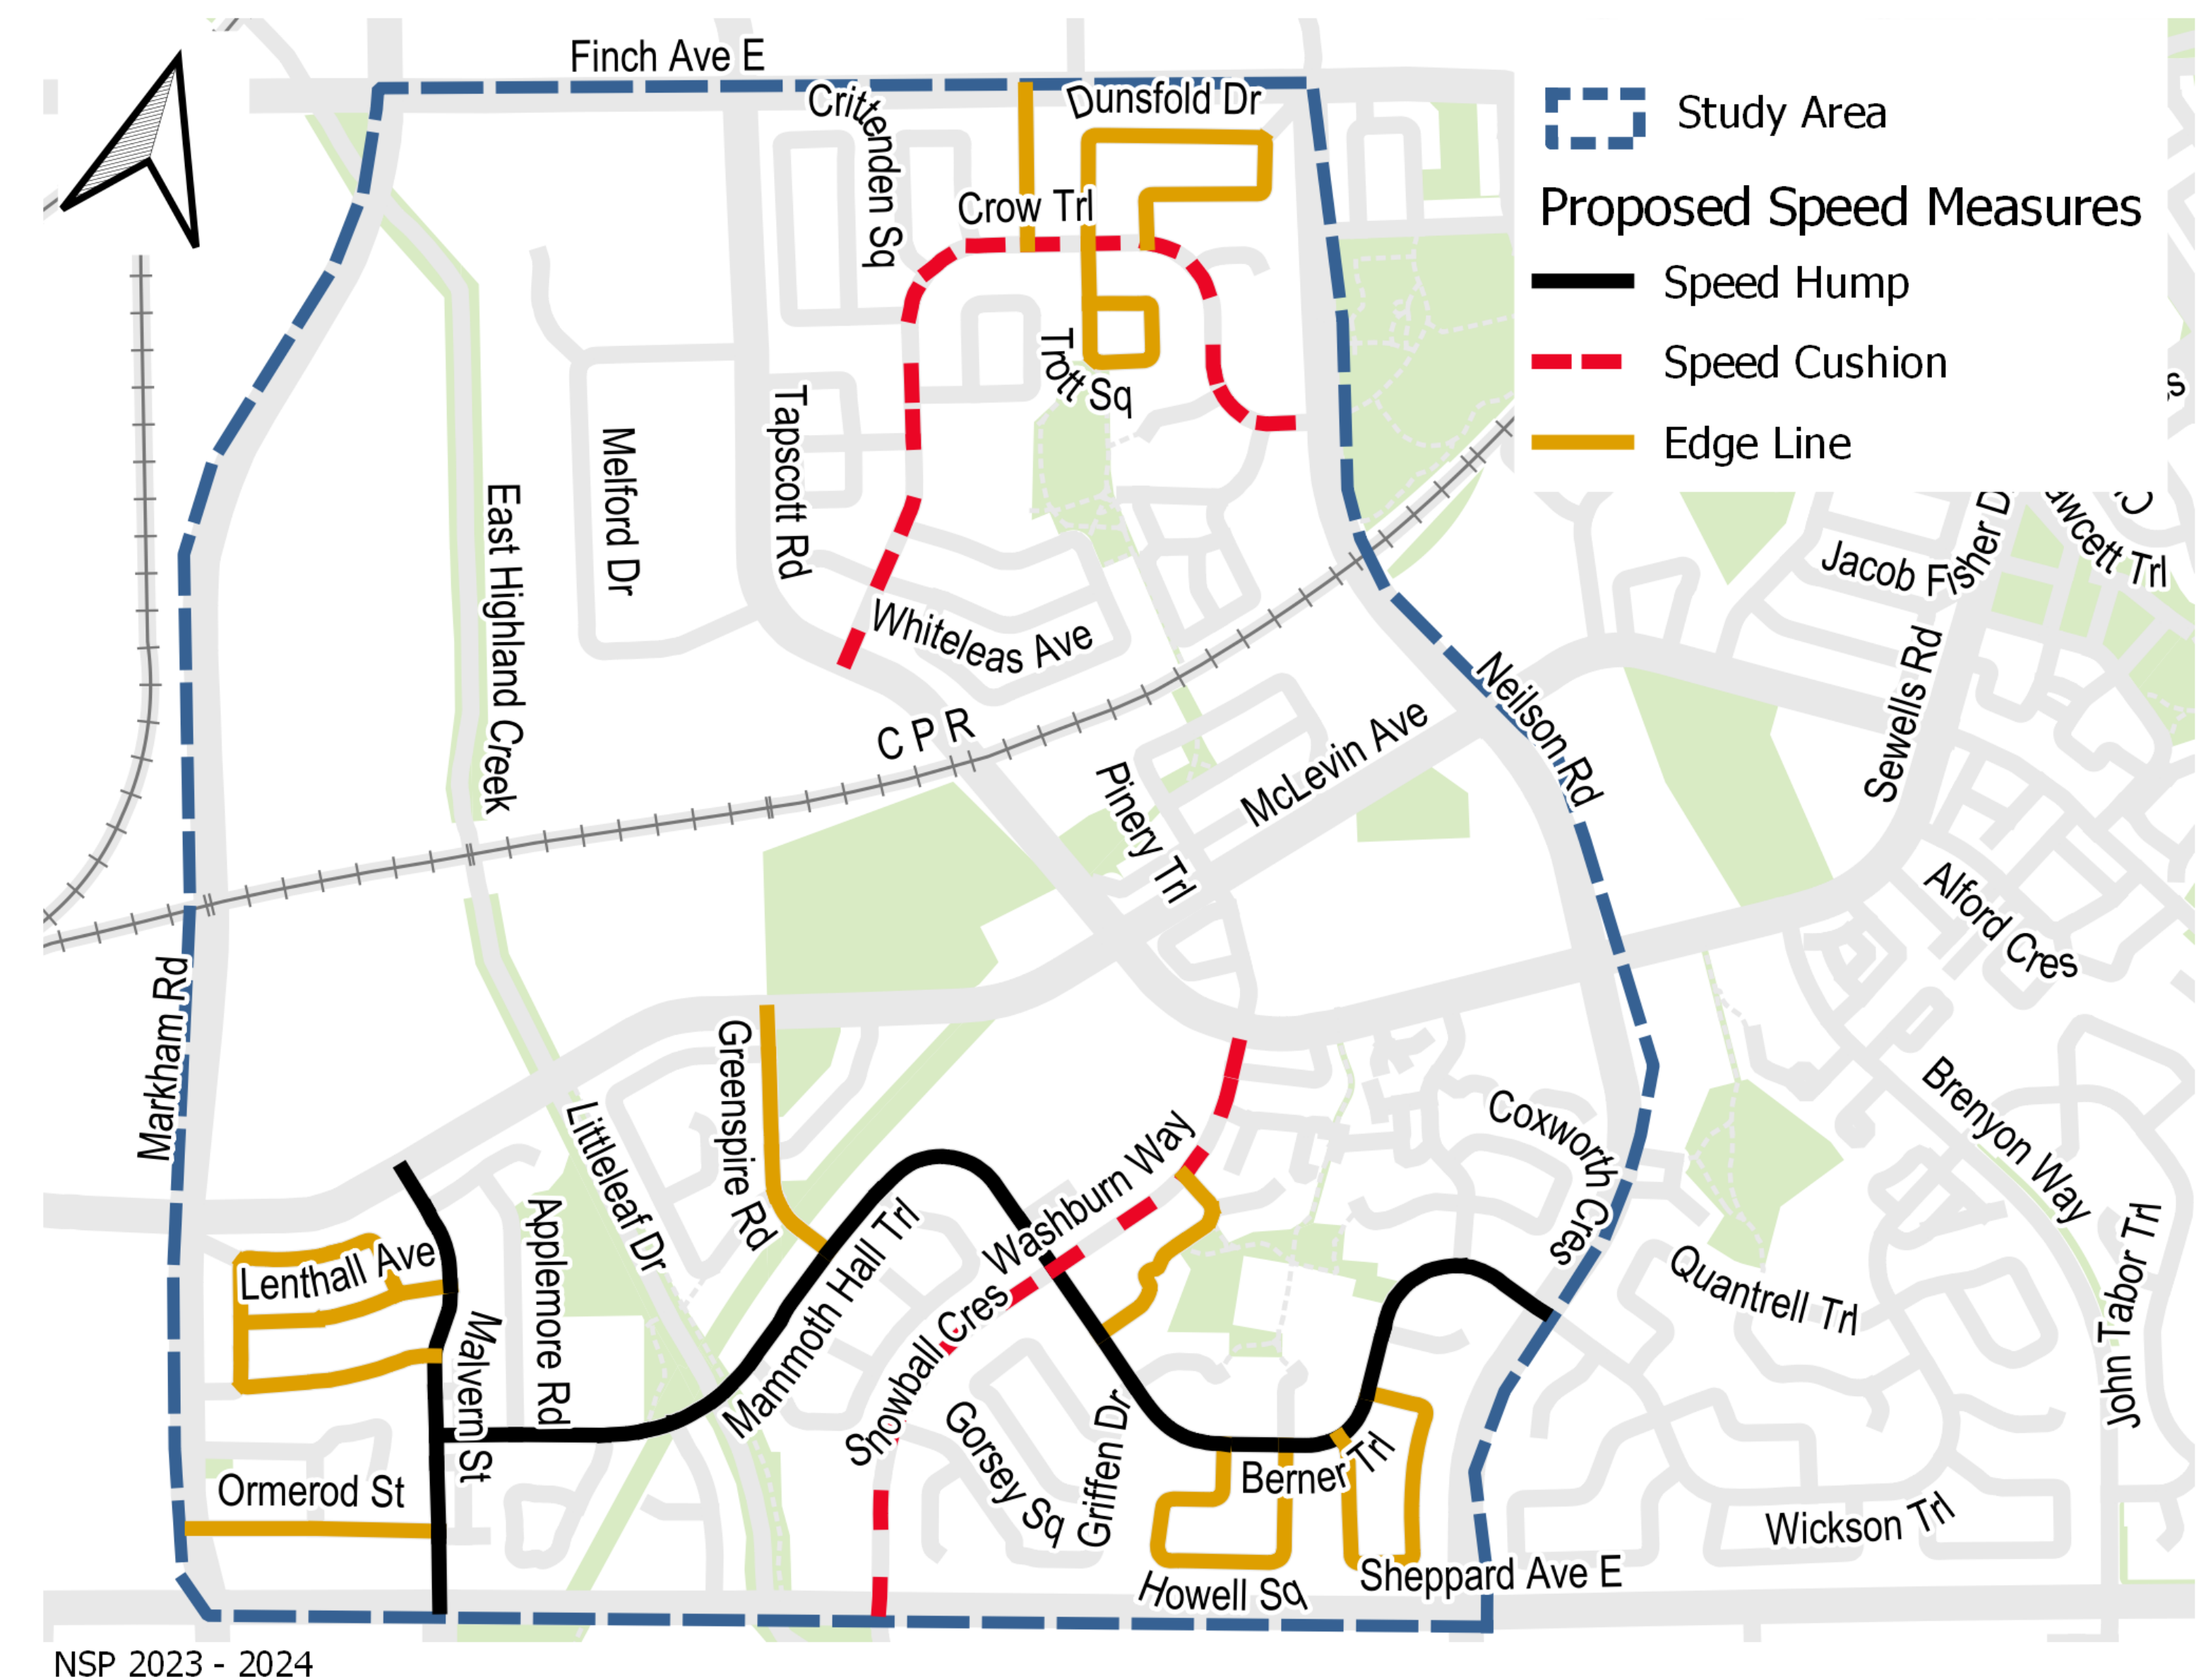 Finch Ave E
Dunsfold Dr
Crittenden Sq
Study Area
Crow Trl
Proposed Speed Measures
Speed Hump
Trott Sq
Speed Cushion
Tapscott Rd
Melford Dr
Edge Line
East Highland Creek
Jacob Fisher D
awcett Trl
Whiteleas Ave
Neilson Rd
Sewells Rd
C P R
McLevin Ave
Pinery Trl
Alford Cres
Markham Rd
Greenspire Rd
Brenyon Way
Coxworth Cres
Littleleaf Dr
Washburn Way
Applemore Rd
Mammoth Hall Trl
Lenthall Ave
Quantrell Trl
John Tabor Trl
Snowball Cres
Malvern St
Gorsey Sq
Griffen Dr
Berner Trl
Ormerod St
Wickson Trl
Sheppard Ave E
Howell Sq
NSP 2023 - 2024